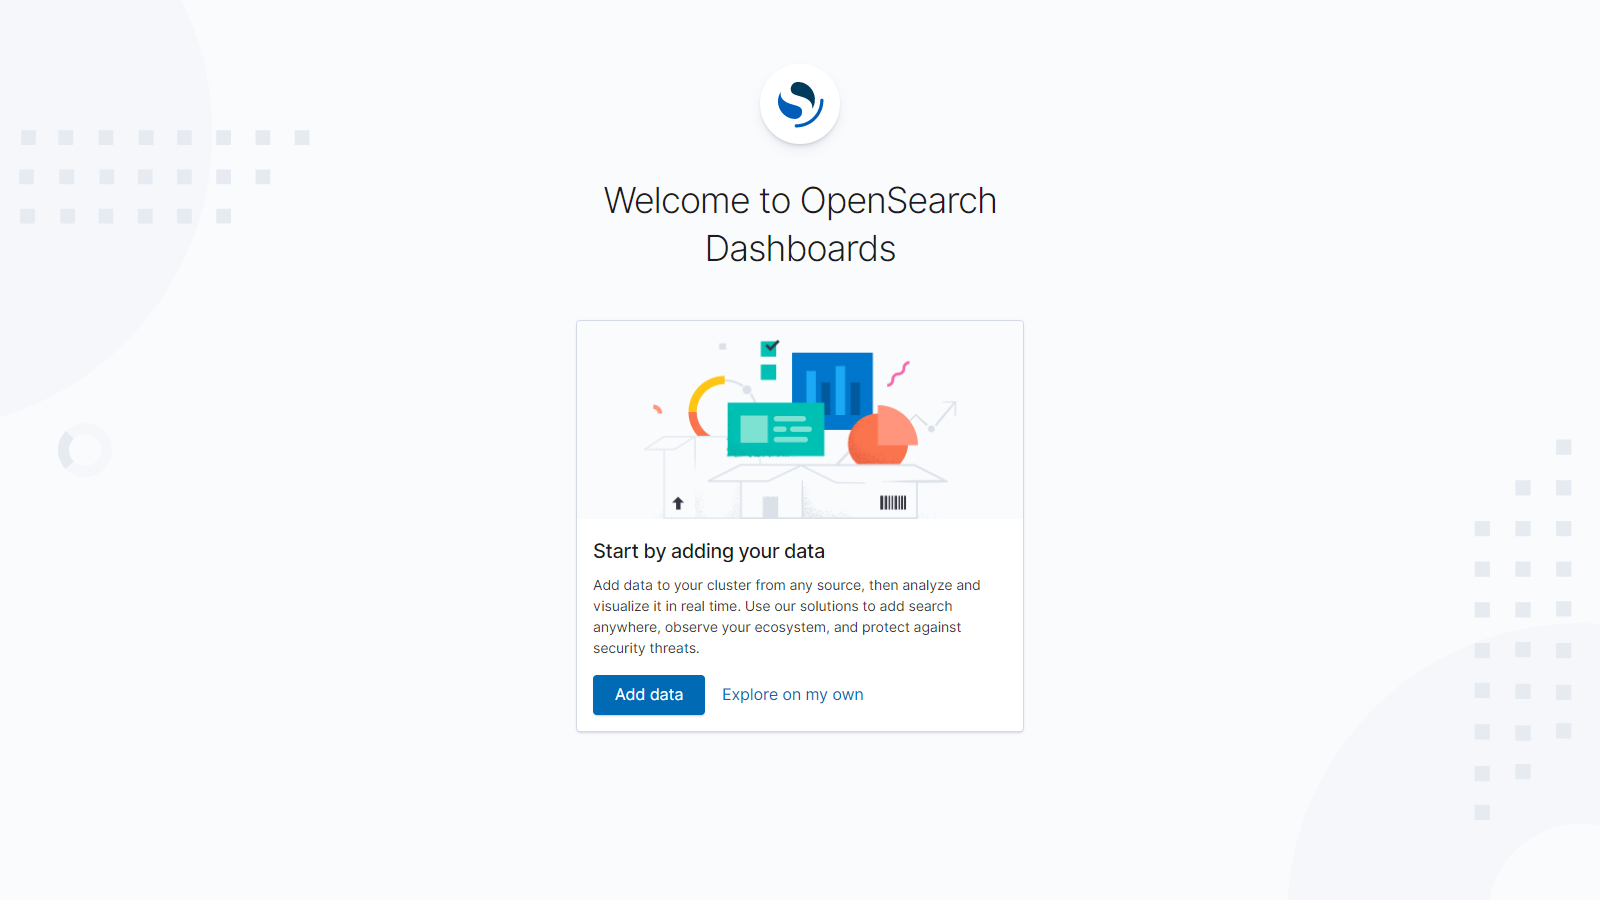 Welcome to OpenSearch
Dashboards
Start by adding your data
Add data to your cluster from any source, then analyze and
visualize it in real time. Use our solutions to add search
anywhere, observe your ecosystem, and protect against
security threats.
Add data
Explore on my own